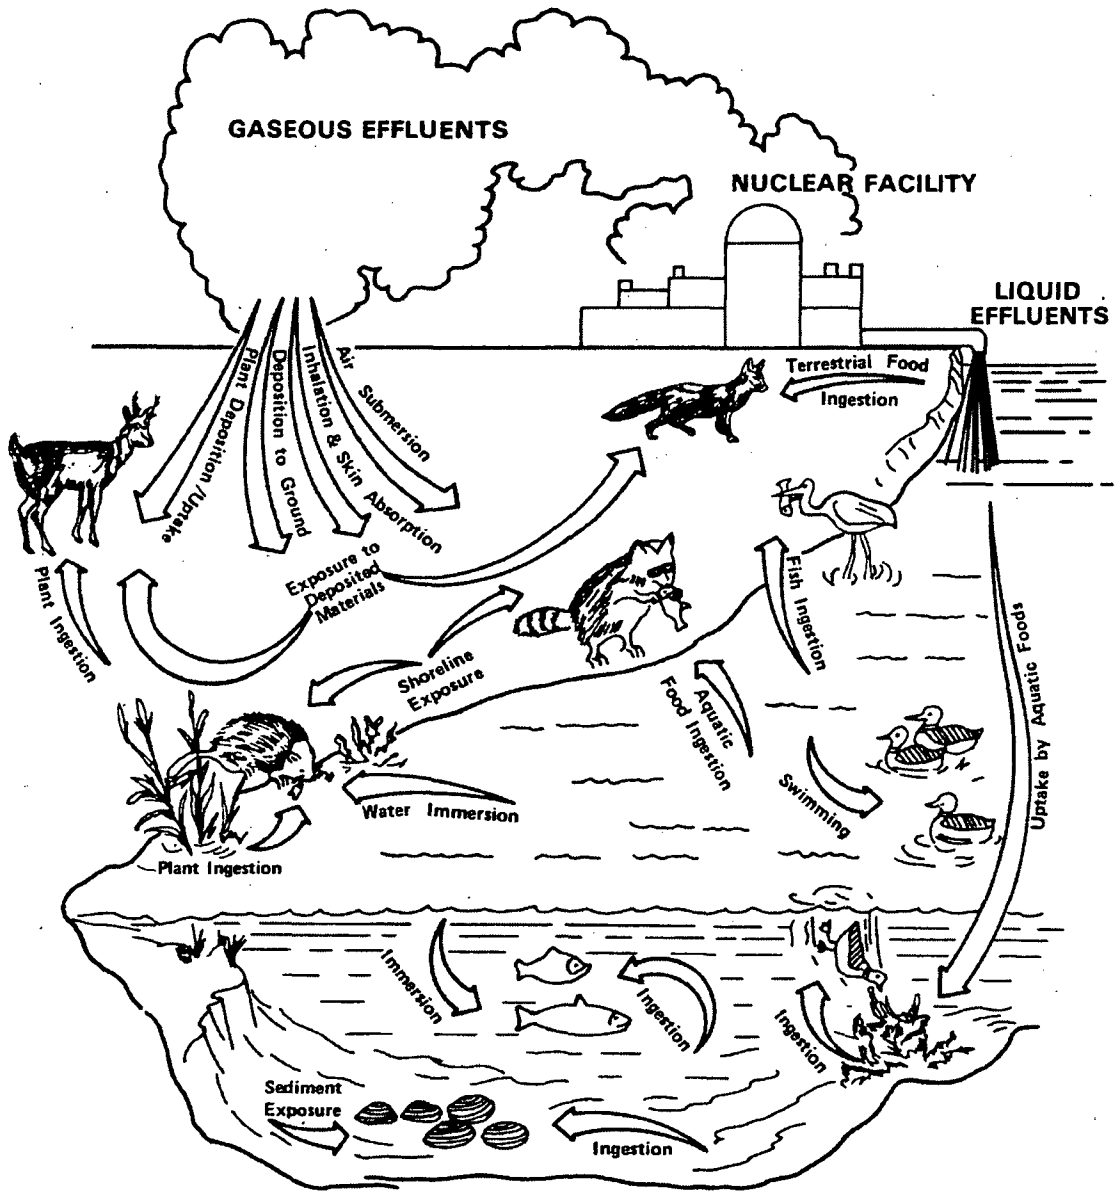 GASEOUS EFFLUENTS
NUCLEAR FACILITY
LIQUID
EFFLUENTS
Plant Deposition/Uptake
Deposition to Ground
Inhalation & Skin Absorption
Air Submersion
Terrestrial Food
Ingestion
Exposure to
Deposited
Materials
Plant Ingestion
Fish Ingestion
Shoreline
Exposure
Aquatic
Food Ingestion
Uptake by Aquatic Foods
Swimming
Water Immersion
Plant Ingestion
Immersion
Ingestion
Ingestion
Sediment
Exposure
Ingestion